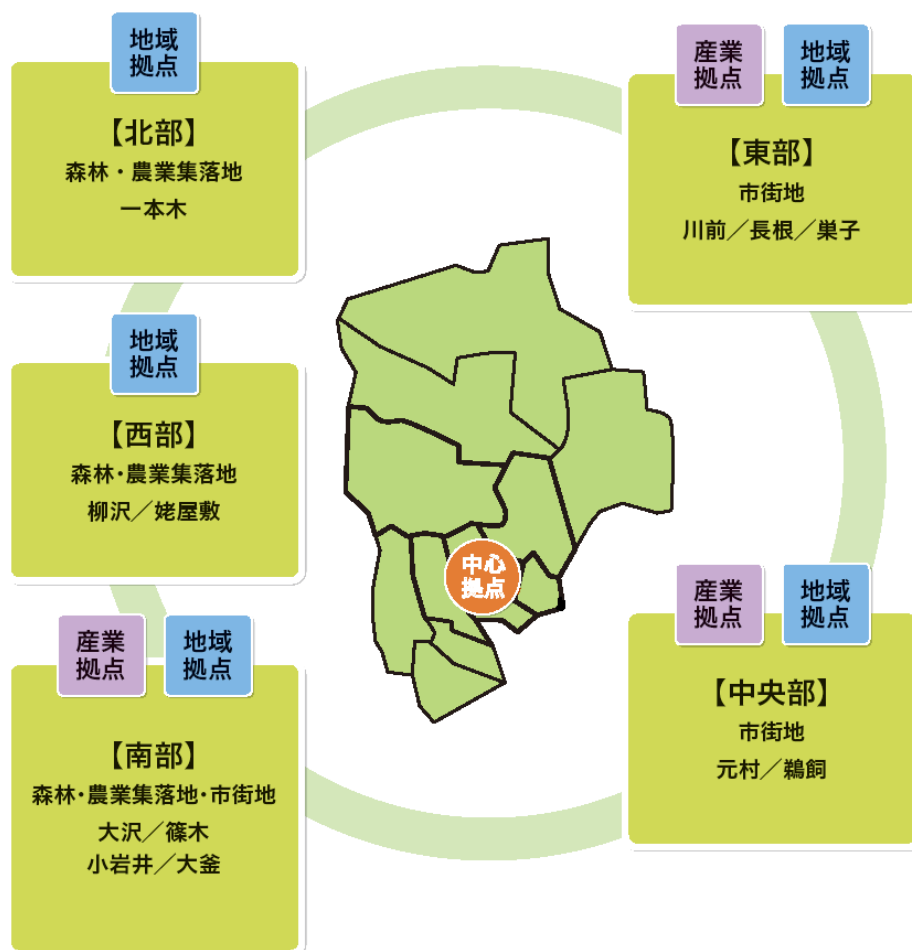 地域
拠点
【北部】
森林・農業集落地
一本木
産業
拠点
地域
拠点
【東部】
市街地
川前／長根／巣子
地域
拠点
【西部】
森林・農業集落地
柳沢／姥屋敷
中心
拠点
産業
拠点
地域
拠点
【南部】
森林・農業集落地・市街地
大沢／篠木
小岩井／大釜
産業
拠点
地域
拠点
【中央部】
市街地
元村／鵜飼